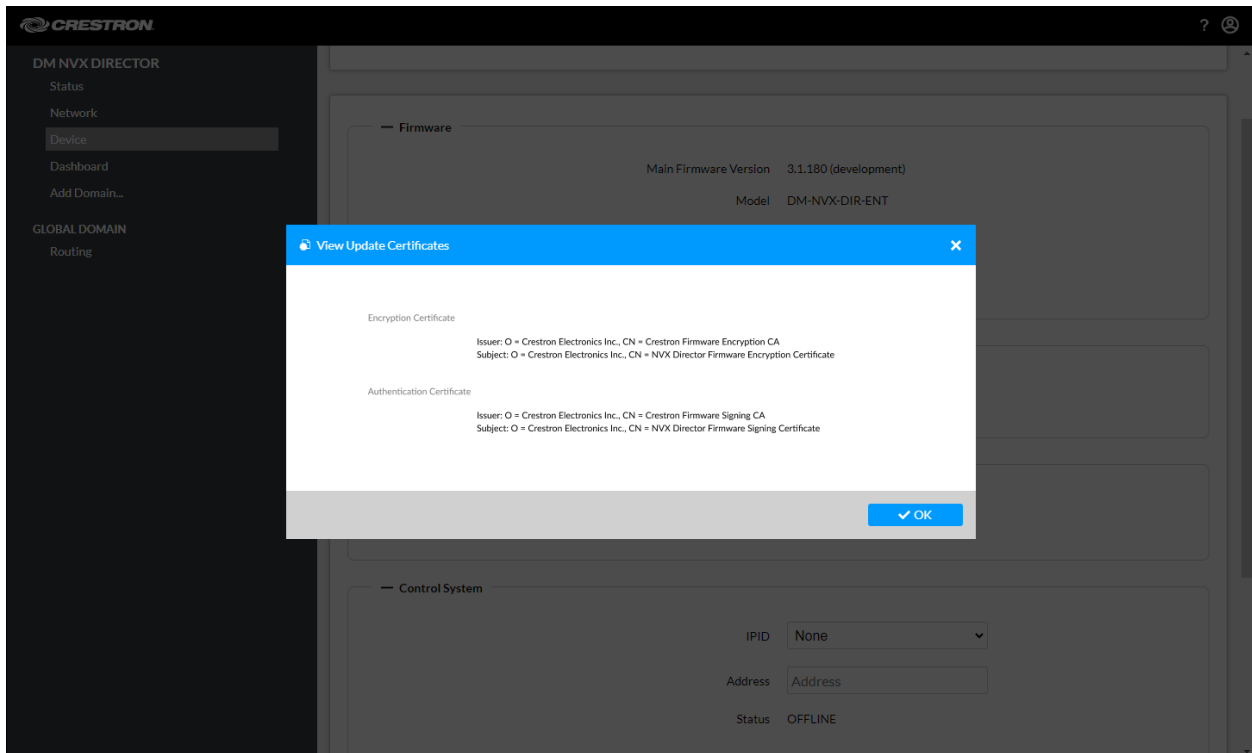 CRESTRON
?
DM NVX DIRECTOR
Status
Network
Device
Dashboard
Add Domain...
GLOBAL DOMAIN
Routing
— Firmware
Main Firmware Version 3.1.180 (development)
Model DM-NVX-DIR-ENT
View Update Certificates
Encryption Certificate
Issuer: O = Crestron Electronics Inc., CN = Crestron Firmware Encryption CA
Subject: O = Crestron Electronics Inc., CN = NVX Director Firmware Encryption Certificate
Authentication Certificate
Issuer: O = Crestron Electronics Inc., CN = Crestron Firmware Signing CA
Subject: O = Crestron Electronics Inc., CN = NVX Director Firmware Signing Certificate
OK
— Control System
IPID None
Address Address
Status OFFLINE